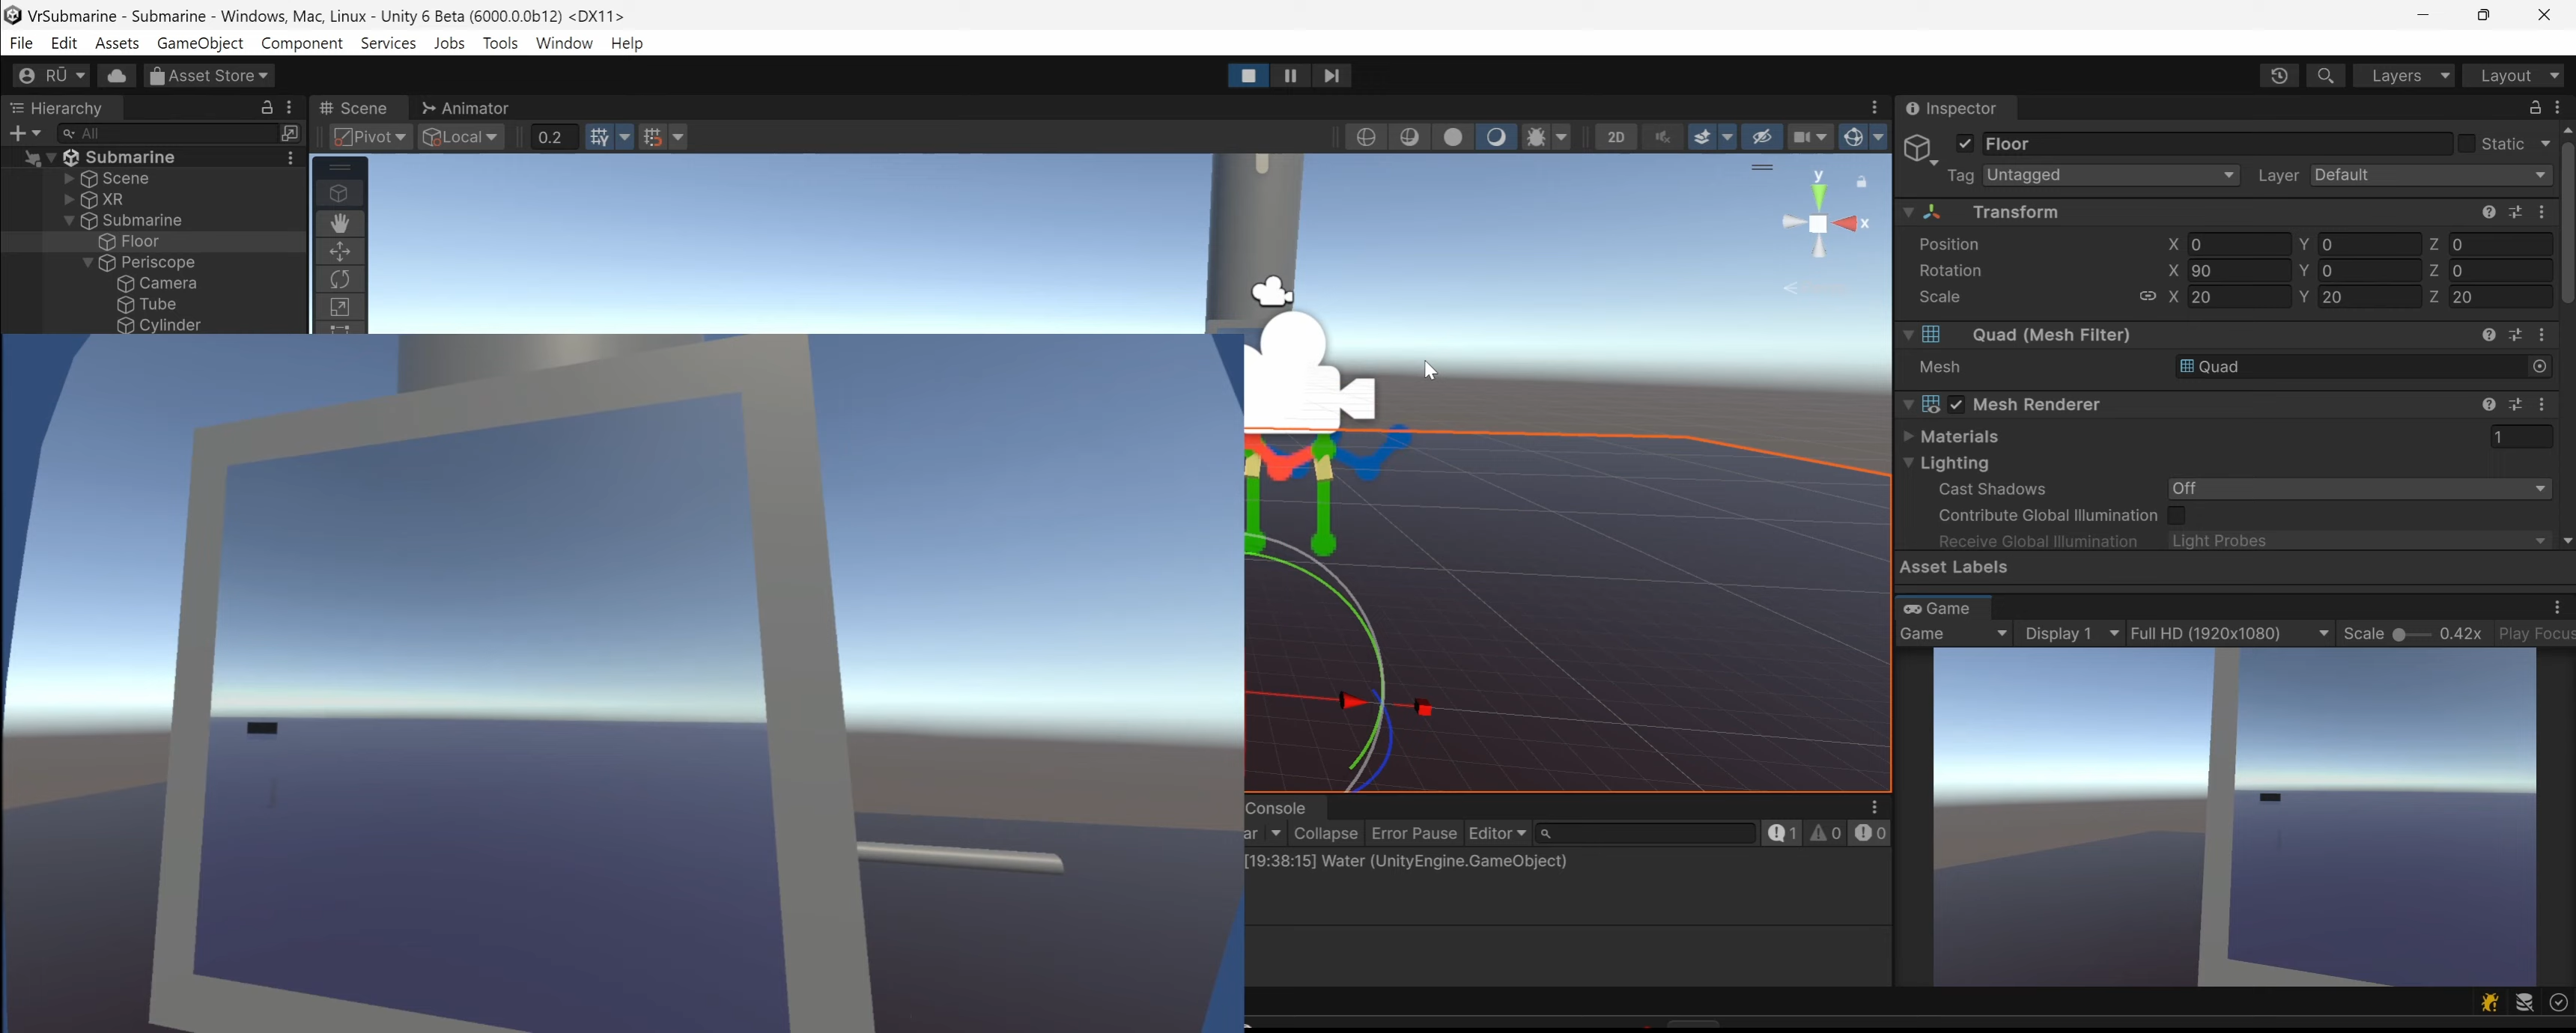 VrSubmarine - Submarine - Windows, Mac, Linux - Unity 6 Beta (6000.0.0b12) <DX11>
File Edit Assets GameObject Component Services Jobs Tools Window Help
RŪ Asset Store Layers Layout
Hierarchy
All
Submarine
Scene
XR
Submarine
Floor
Periscope
Camera
Tube
Cylinder
Scene Animator
Pivot Local 0.2 2D
y
x
Inspector
Floor Static
Tag Untagged Layer Default
Transform
Position X 0 Y 0 Z 0
Rotation X 90 Y 0 Z 0
Scale X 20 Y 20 Z 20
Quad (Mesh Filter)
Mesh Quad
Mesh Renderer
Materials 1
Lighting
Cast Shadows Off
Contribute Global Illumination
Receive Global Illumination Light Probes
Asset Labels
Game
Game Display 1 Full HD (1920x1080) Scale 0.42x Play Focus
Console
ar Collapse Error Pause Editor 1 0 0
[19:38:15] Water (UnityEngine.GameObject)